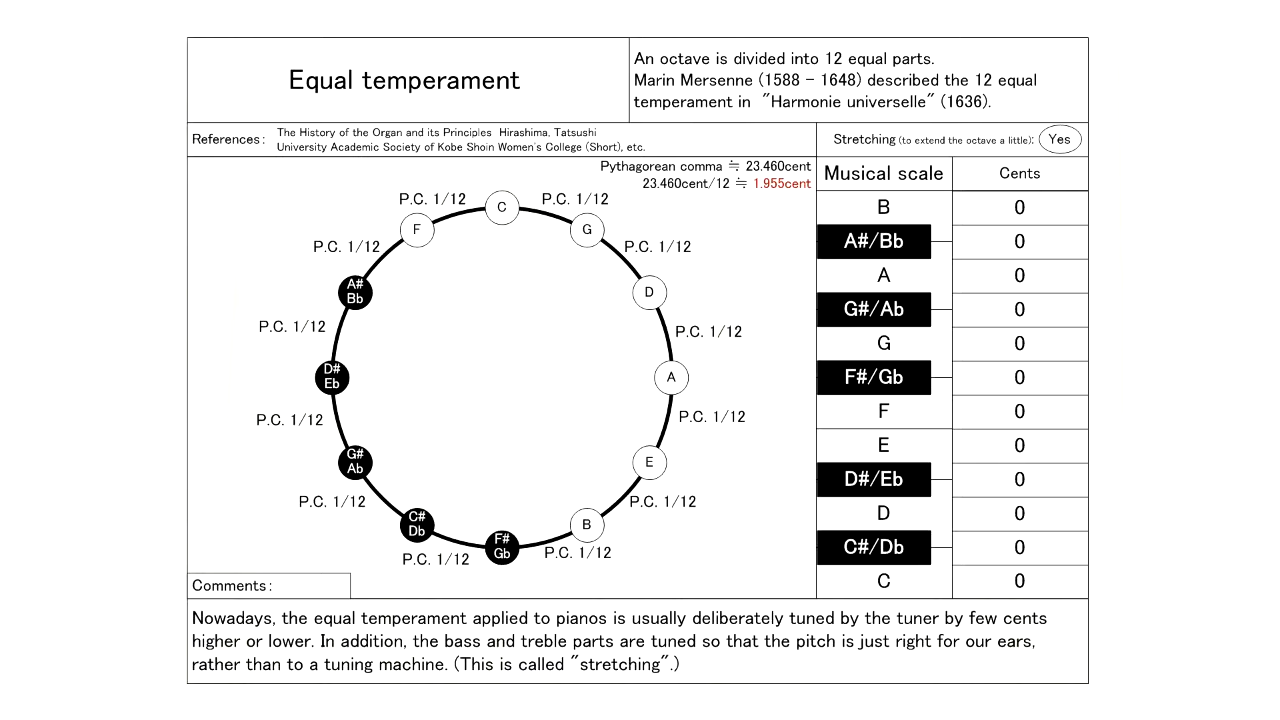 Equal temperament
An octave is divided into 12 equal parts.
Marin Mersenne (1588 - 1648) described the 12 equal
temperament in "Harmonie universelle" (1636).
References: The History of the Organ and its Principles Hirashima, Tatsushi
University Academic Society of Kobe Shoin Women's College (Short), etc.
Stretching (to extend the octave a little): Yes
Pythagorean comma ≒ 23.460cent
23.460cent/12 ≒ 1.955cent
P.C. 1/12 C P.C. 1/12
F G
P.C. 1/12 P.C. 1/12
A#
Bb
D
P.C. 1/12 P.C. 1/12
D#
Eb
A
P.C. 1/12 P.C. 1/12
G#
Ab
E
P.C. 1/12 P.C. 1/12
C#
Db
B
F#
Gb
P.C. 1/12 P.C. 1/12
Musical scale Cents
B 0
A#/Bb 0
A 0
G#/Ab 0
G 0
F#/Gb 0
F 0
E 0
D#/Eb 0
D 0
C#/Db 0
C 0
Comments:
Nowadays, the equal temperament applied to pianos is usually deliberately tuned by the tuner by few cents
higher or lower. In addition, the bass and treble parts are tuned so that the pitch is just right for our ears,
rather than to a tuning machine. (This is called "stretching".)